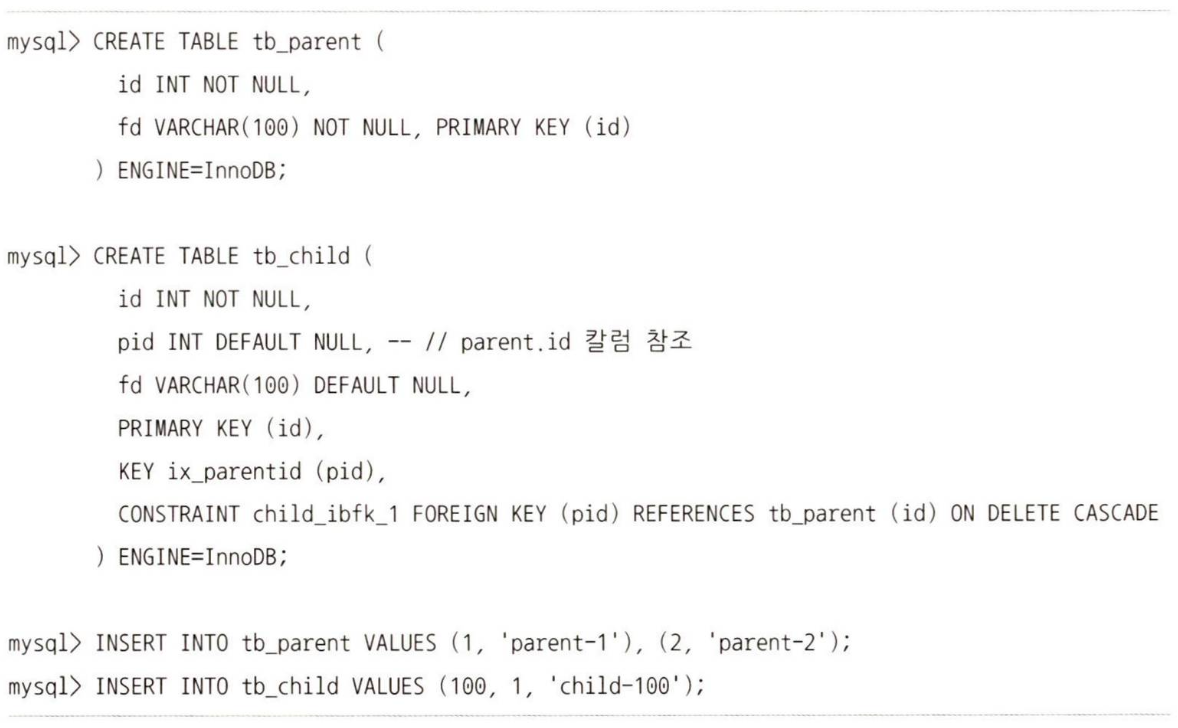 mysql> CREATE TABLE tb_parent (
id INT NOT NULL,
fd VARCHAR(100) NOT NULL, PRIMARY KEY (id)
) ENGINE=InnoDB;
mysql> CREATE TABLE tb_child (
id INT NOT NULL,
pid INT DEFAULT NULL, -- // parent.id 칼럼 참조
fd VARCHAR(100) DEFAULT NULL,
PRIMARY KEY (id),
KEY ix_parentid (pid),
CONSTRAINT child_ibfk_1 FOREIGN KEY (pid) REFERENCES tb_parent (id) ON DELETE CASCADE
) ENGINE=InnoDB;
mysql> INSERT INTO tb_parent VALUES (1, 'parent-1'), (2, 'parent-2');
mysql> INSERT INTO tb_child VALUES (100, 1, 'child-100');